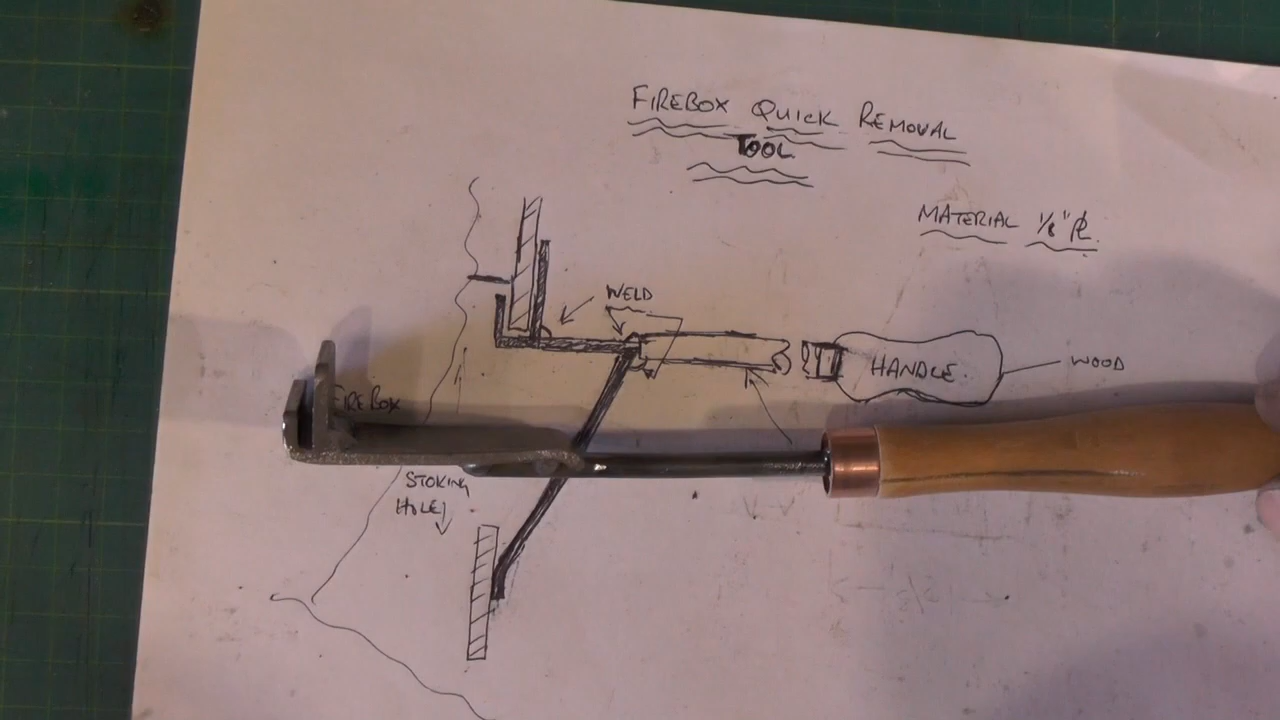 FIREBOX QUICK REMOVAL
TOOL.
MATERIAL 1/8" PL.
WELD
HANDLE.
WOOD
FIREBOX
STOKING
HOLE